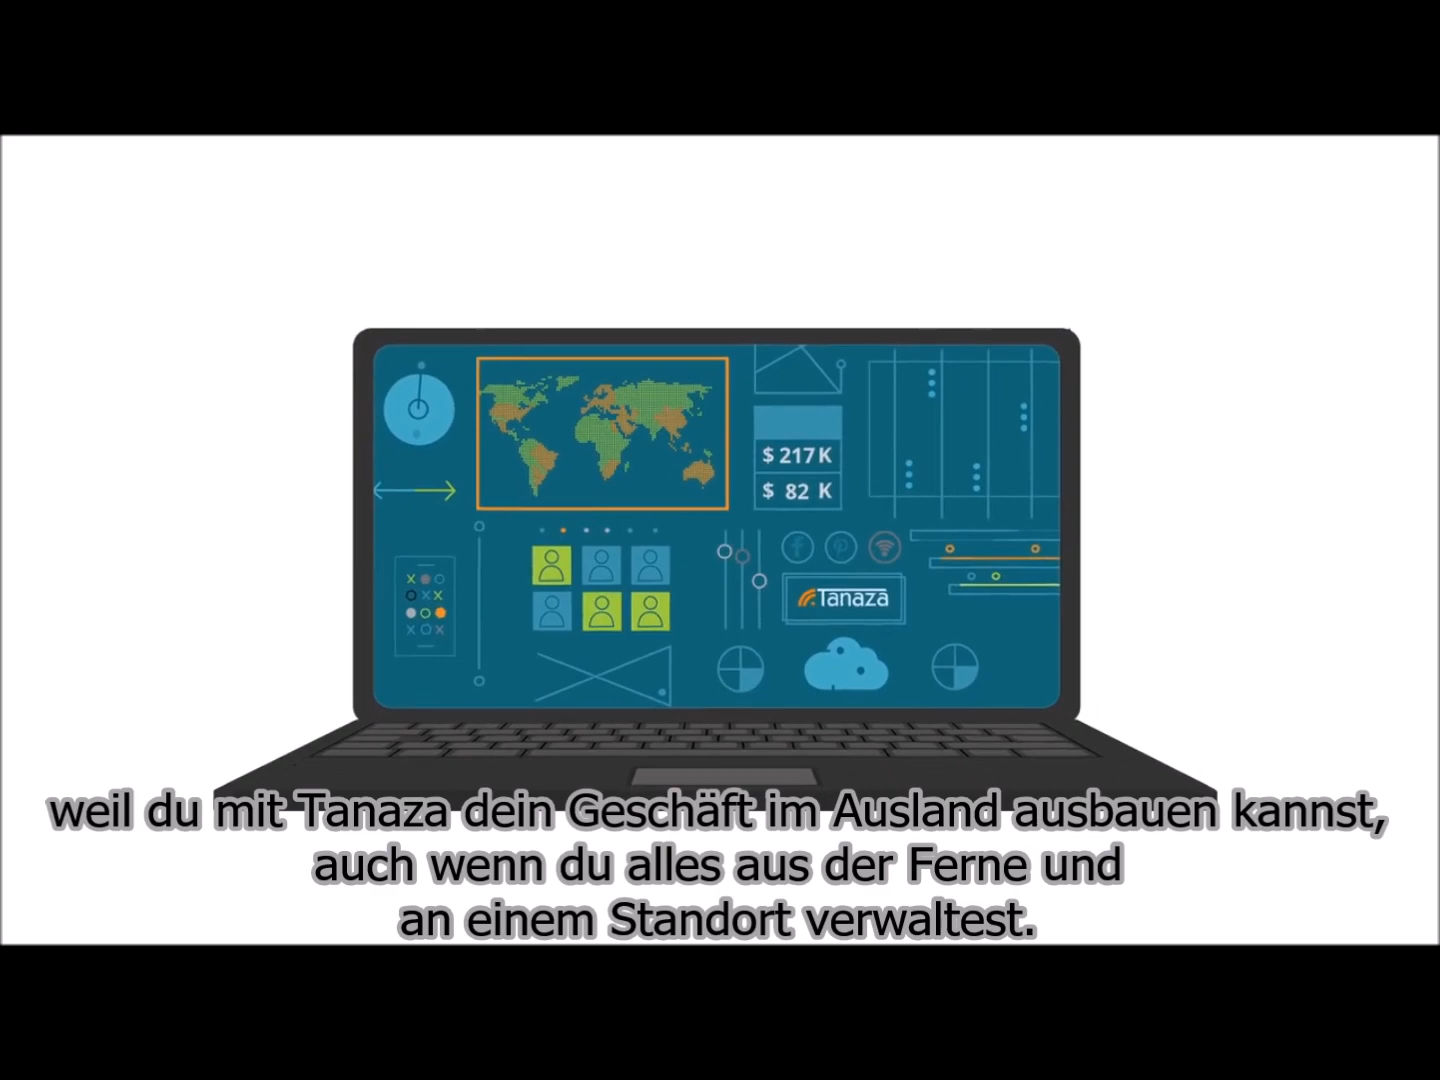 $ 217 K
$ 82 K
Tanaza
weil du mit Tanaza dein Geschäft im Ausland ausbauen kannst,
auch wenn du alles aus der Ferne und
an einem Standort verwaltest.